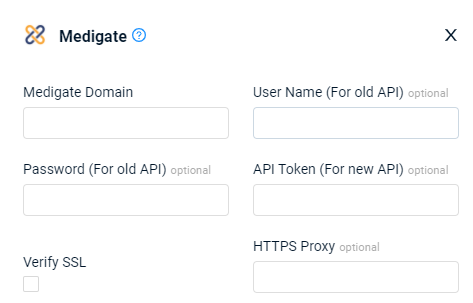 Medigate ? X
Medigate Domain
User Name (For old API) optional
Password (For old API) optional
API Token (For new API) optional
HTTPS Proxy optional
Verify SSL